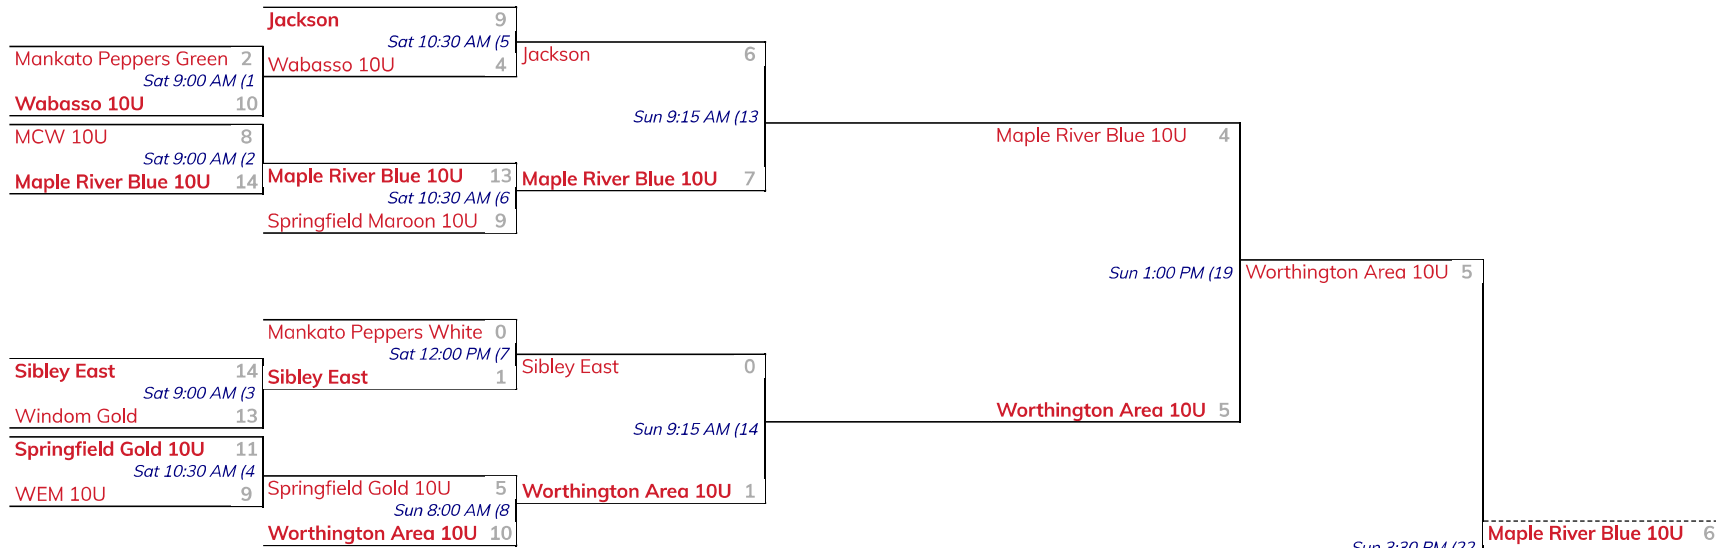 Jackson 9
Sat 10:30 AM (5
Wabasso 10U 4
Mankato Peppers Green 2
Sat 9:00 AM (1
Wabasso 10U 10
Jackson 6
Sun 9:15 AM (13
MCW 10U 8
Sat 9:00 AM (2
Maple River Blue 10U 14
Maple River Blue 10U 13
Sat 10:30 AM (6
Springfield Maroon 10U 9
Maple River Blue 10U 7
Maple River Blue 10U 4
Sun 1:00 PM (19
Worthington Area 10U 5
Mankato Peppers White 0
Sat 12:00 PM (7
Sibley East 1
Sibley East 14
Sat 9:00 AM (3
Windom Gold 13
Sibley East 0
Sun 9:15 AM (14
Worthington Area 10U 5
Springfield Gold 10U 11
Sat 10:30 AM (4
WEM 10U 9
Springfield Gold 10U 5
Sun 8:00 AM (8
Worthington Area 10U 10
Worthington Area 10U 1
Maple River Blue 10U 6
Sun 3:30 PM (22